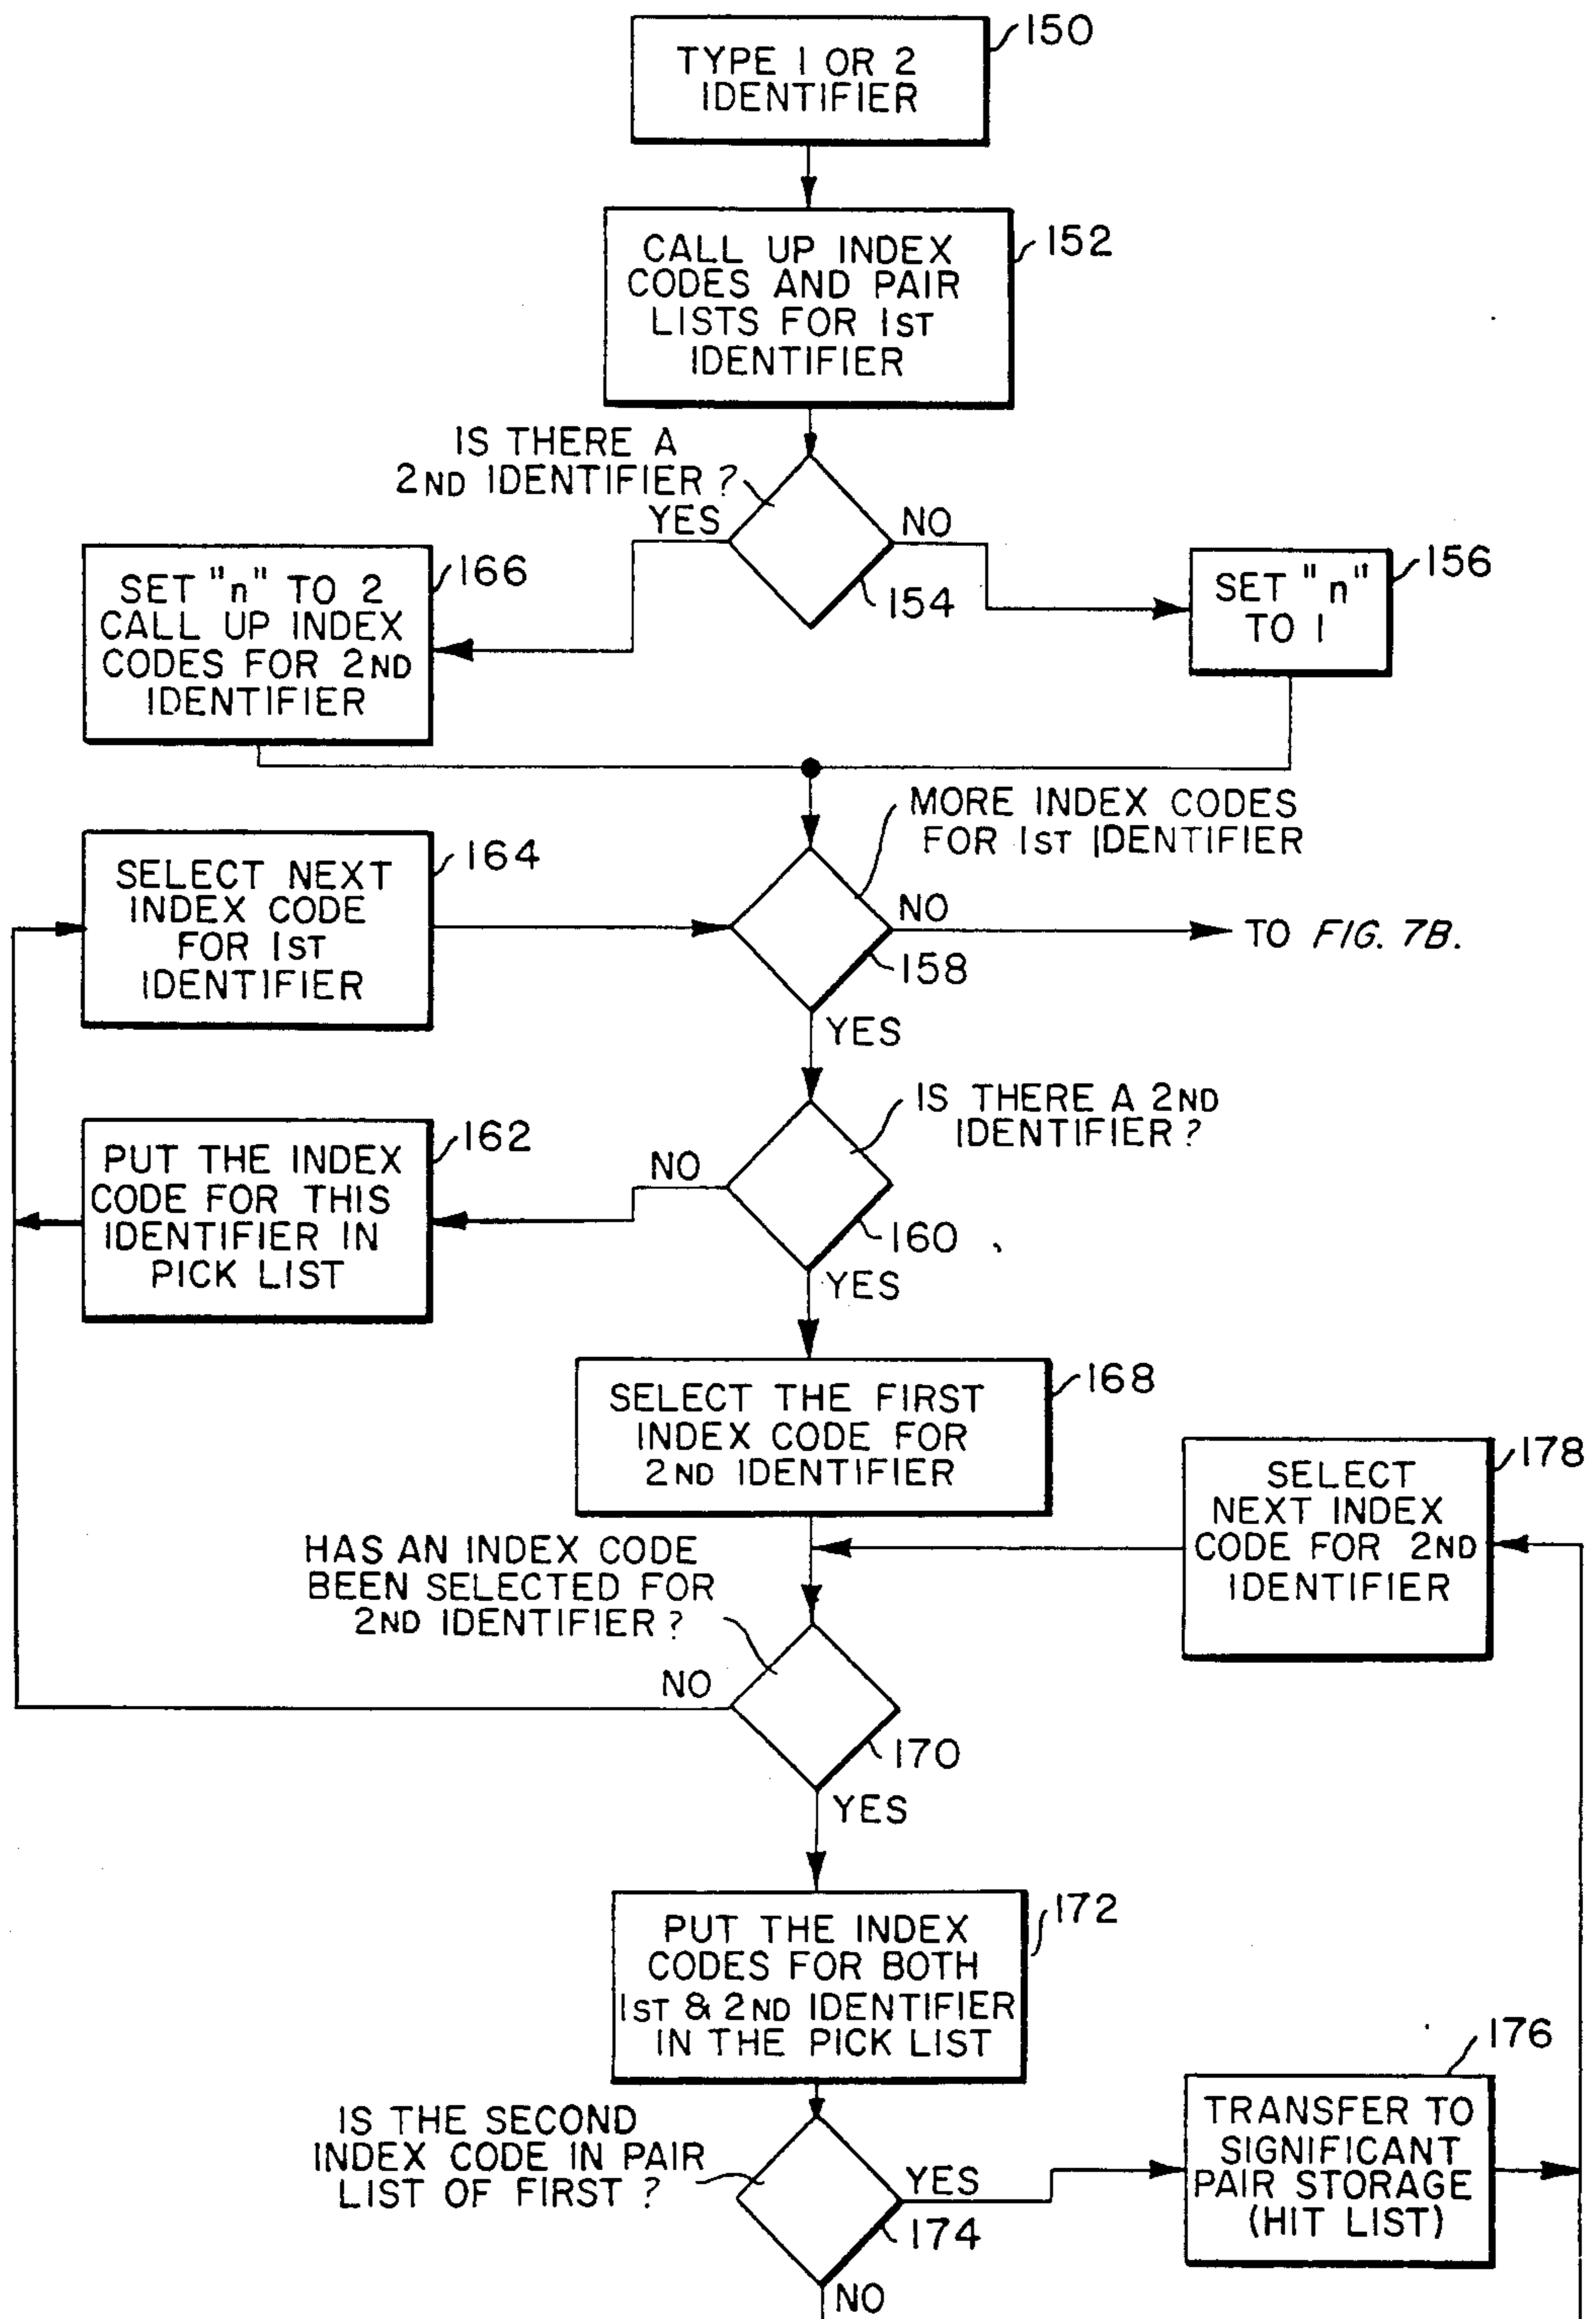 150
TYPE 1 OR 2
IDENTIFIER
152
CALL UP INDEX
CODES AND PAIR
LISTS FOR 1ST
IDENTIFIER
IS THERE A
2ND IDENTIFIER?
YES
NO
154
166
SET "n" TO 2
CALL UP INDEX
CODES FOR 2ND
IDENTIFIER
156
SET "n"
TO 1
MORE INDEX CODES
FOR 1ST IDENTIFIER
164
SELECT NEXT
INDEX CODE
FOR 1ST
IDENTIFIER
NO
TO FIG. 7B.
158
YES
IS THERE A 2ND
IDENTIFIER?
162
PUT THE INDEX
CODE FOR THIS
IDENTIFIER IN
PICK LIST
NO
160
YES
168
SELECT THE FIRST
INDEX CODE FOR
2ND IDENTIFIER
178
SELECT
NEXT INDEX
CODE FOR 2ND
IDENTIFIER
HAS AN INDEX CODE
BEEN SELECTED FOR
2ND IDENTIFIER?
NO
170
YES
172
PUT THE INDEX
CODES FOR BOTH
1ST & 2ND IDENTIFIER
IN THE PICK LIST
176
TRANSFER TO
SIGNIFICANT
PAIR STORAGE
(HIT LIST)
IS THE SECOND
INDEX CODE IN PAIR
LIST OF FIRST?
YES
174
NO